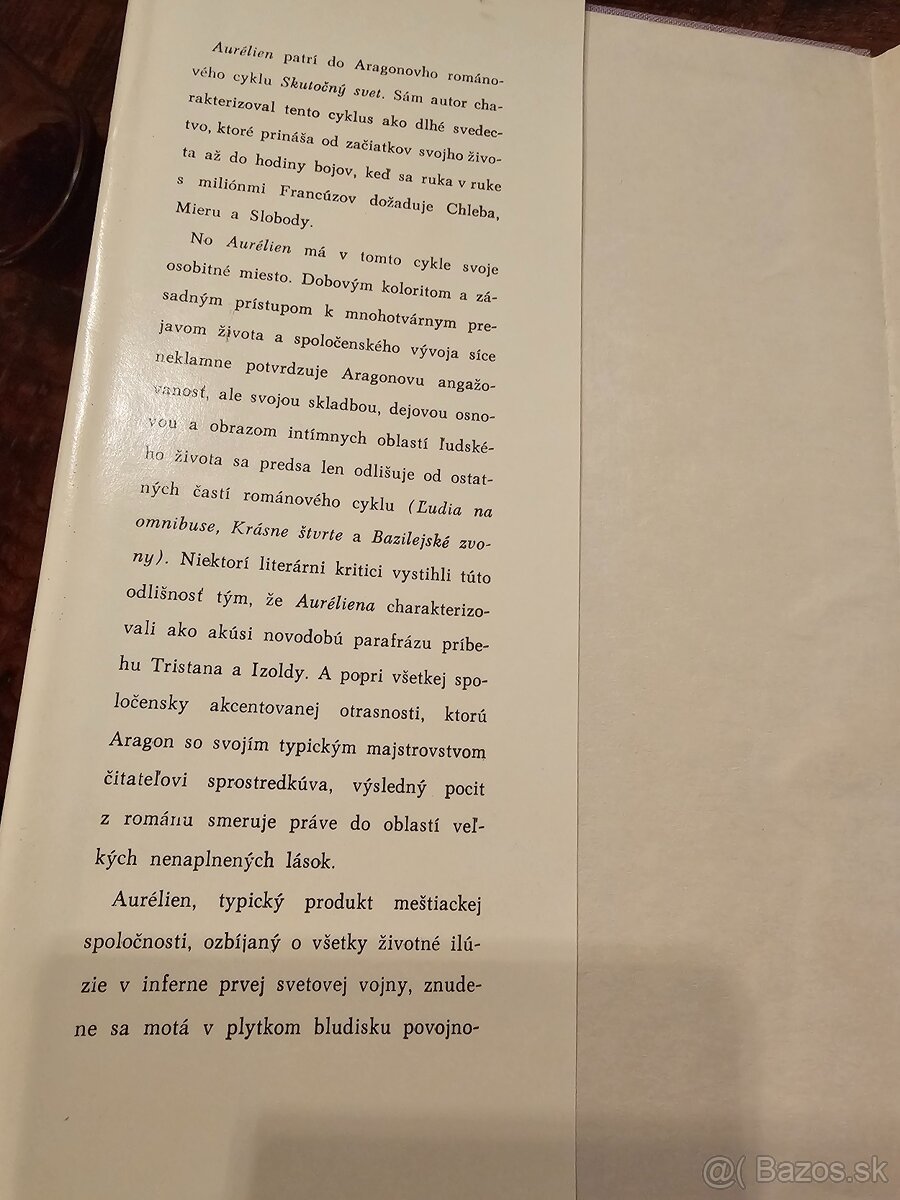 Aurélien patrí do Aragonovho románo-
vého cyklu Skutočný svet. Sám autor cha-
rakterizoval tento cyklus ako dlhé svedec-
tvo, ktoré prináša od začiatkov svojho živo-
ta až do hodiny bojov, keď sa ruka v ruke
s miliónmi Francúzov dožaduje Chleba,
Mieru a Slobody.
No Aurélien má v tomto cykle svoje
osobitné miesto. Dobovým koloritom a zá-
sadným prístupom k mnohotvárnym pre-
javom života a spoločenského vývoja síce
neklamne potvrdzuje Aragonovu angažo-
vanosť, ale svojou skladbou, dejovou osno-
vou a obrazom intímnych oblastí ľudské-
ho života sa predsa len odlišuje od ostat-
ných častí románového cyklu (Ľudia na
omnibuse, Krásne štvrte a Bazilejské zvo-
ny). Niektorí literárni kritici vystihli túto
odlišnosť tým, že Auréliena charakterizo-
vali ako akúsi novodobú parafrázu príbe-
hu Tristana a Izoldy. A popri všetkej spo-
ločensky akcentovanej otrasnosti, ktorú
Aragon so svojím typickým majstrovstvom
čitateľovi sprostredkúva, výsledný pocit
z románu smeruje práve do oblastí veľ-
kých nenaplnených lások.
Aurélien, typický produkt meštiackej
spoločnosti, ozbíjaný o všetky životné ilú-
zie v inferne prvej svetovej vojny, znude-
ne sa motá v plytkom bludisku povojno-
@( Bazos.sk